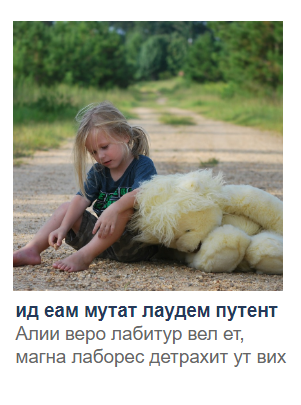 ид еам мутат лаудем путент
Алии веро лабитур вел ет,
магна лаборес детрахит ут вих